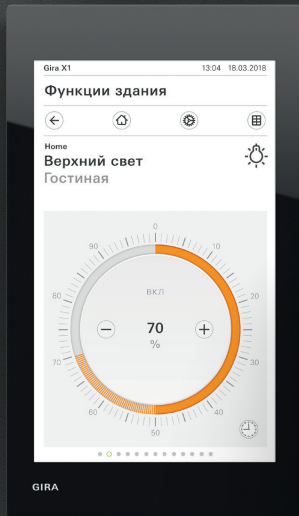 Gira X1 13:04 18.03.2018
Функции здания
Home
Верхний свет
Гостиная
0
90 10
ВКЛ
80 20
70
%
70 30
60 40
50
GIRA